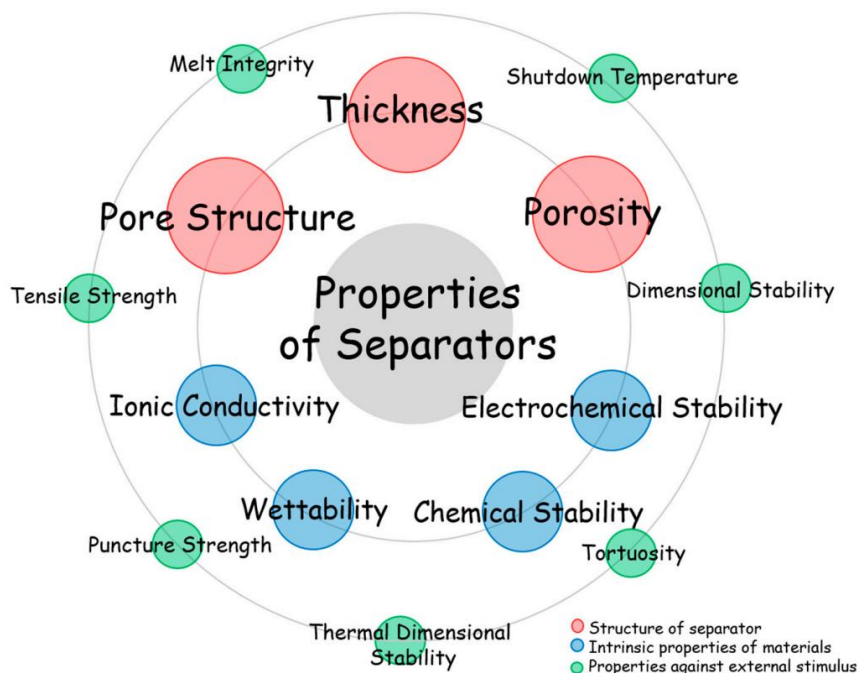 Melt Integrity
Shutdown Temperature
Thickness
Pore Structure
Porosity
Tensile Strength
Dimensional Stability
Properties
of Separators
Ionic Conductivity
Electrochemical Stability
Wettability
Chemical Stability
Puncture Strength
Tortuosity
Thermal Dimensional
Stability
Structure of separator
Intrinsic properties of materials
Properties against external stimulus